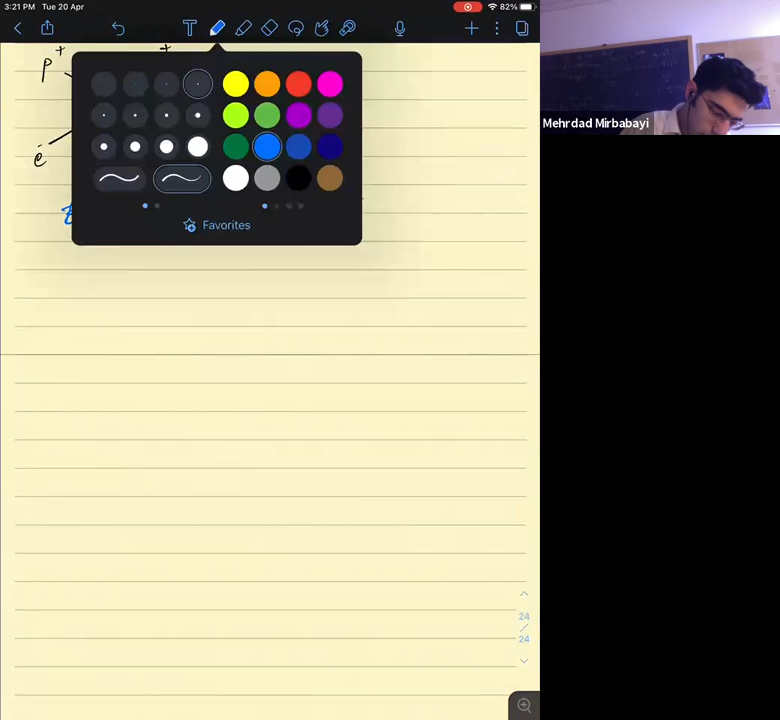 3:21 PM Tue 20 Apr
82%
T
p+ +
e-
Favorites
24
/
24
Mehrdad Mirbabayi